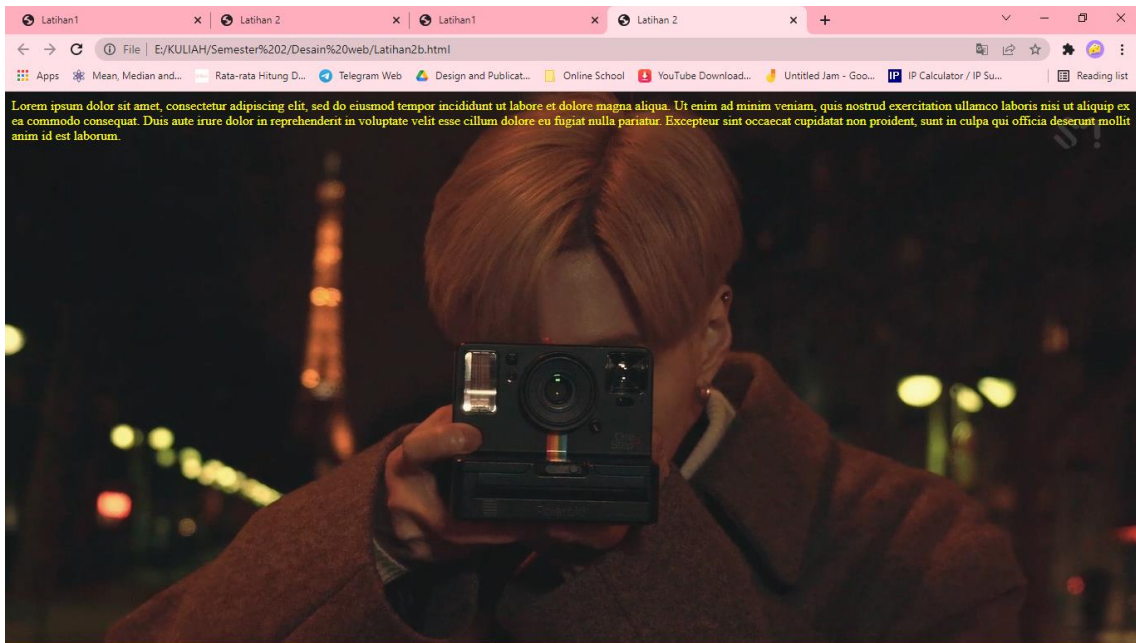 Latihan1
Latihan 2
Latihan1
Latihan 2
File | E:/KULIAH/Semester%202/Desain%20web/Latihan2b.html
Apps
Mean, Median and...
Rata-rata Hitung D...
Telegram Web
Design and Publicat...
Online School
YouTube Download...
Untitled Jam - Goo...
IP
IP Calculator / IP Su...
Reading list
Lorem ipsum dolor sit amet, consectetur adipiscing elit, sed do eiusmod tempor incididunt ut labore et dolore magna aliqua. Ut enim ad minim veniam, quis nostrud exercitation ullamco laboris nisi ut aliquip ex
ea commodo consequat. Duis aute irure dolor in reprehenderit in voluptate velit esse cillum dolore eu fugiat nulla pariatur. Excepteur sint occaecat cupidatat non proident, sunt in culpa qui officia deserunt mollit
anim id est laborum.
Polaroid